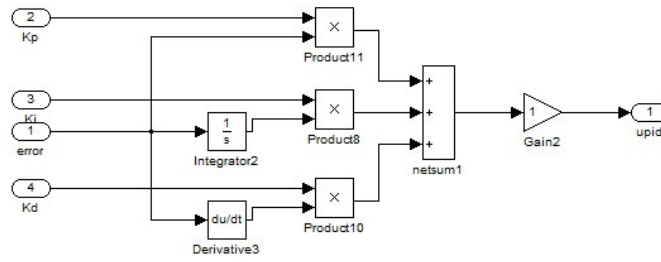 2
Kp
×
Product11
3
Ki
1
error
1
s
Integrator2
×
Product8
4
Kd
du/dt
Derivative3
×
Product10
+
+
+
netsum1
1
Gain2
1
upid